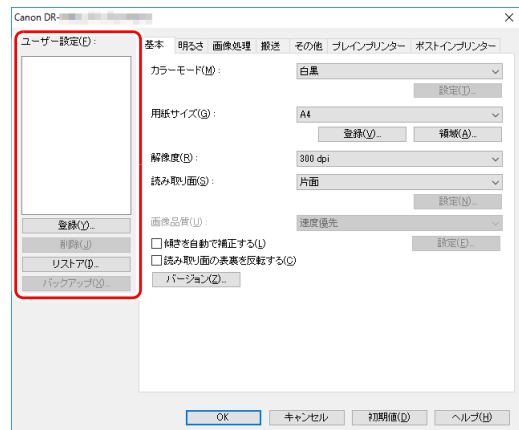 Canon DR-
ユーザー設定(F):
基本 明るさ 画像処理 搬送 その他 プレインプリンター ポストインプリンター
カラーモード(M): 白黒
設定(T)...
用紙サイズ(G): A4
登録(V)... 領域(A)...
解像度(R): 300 dpi
読み取り面(S): 片面
設定(N)...
登録(Y)...
画像品質(U): 速度優先
削除(J)
傾きを自動で補正する(L) 設定(E)...
リストア(I)...
読み取り面の表裏を反転する(C)
バックアップ(X)...
バージョン(Z)...
OK キャンセル 初期値(D) ヘルプ(H)